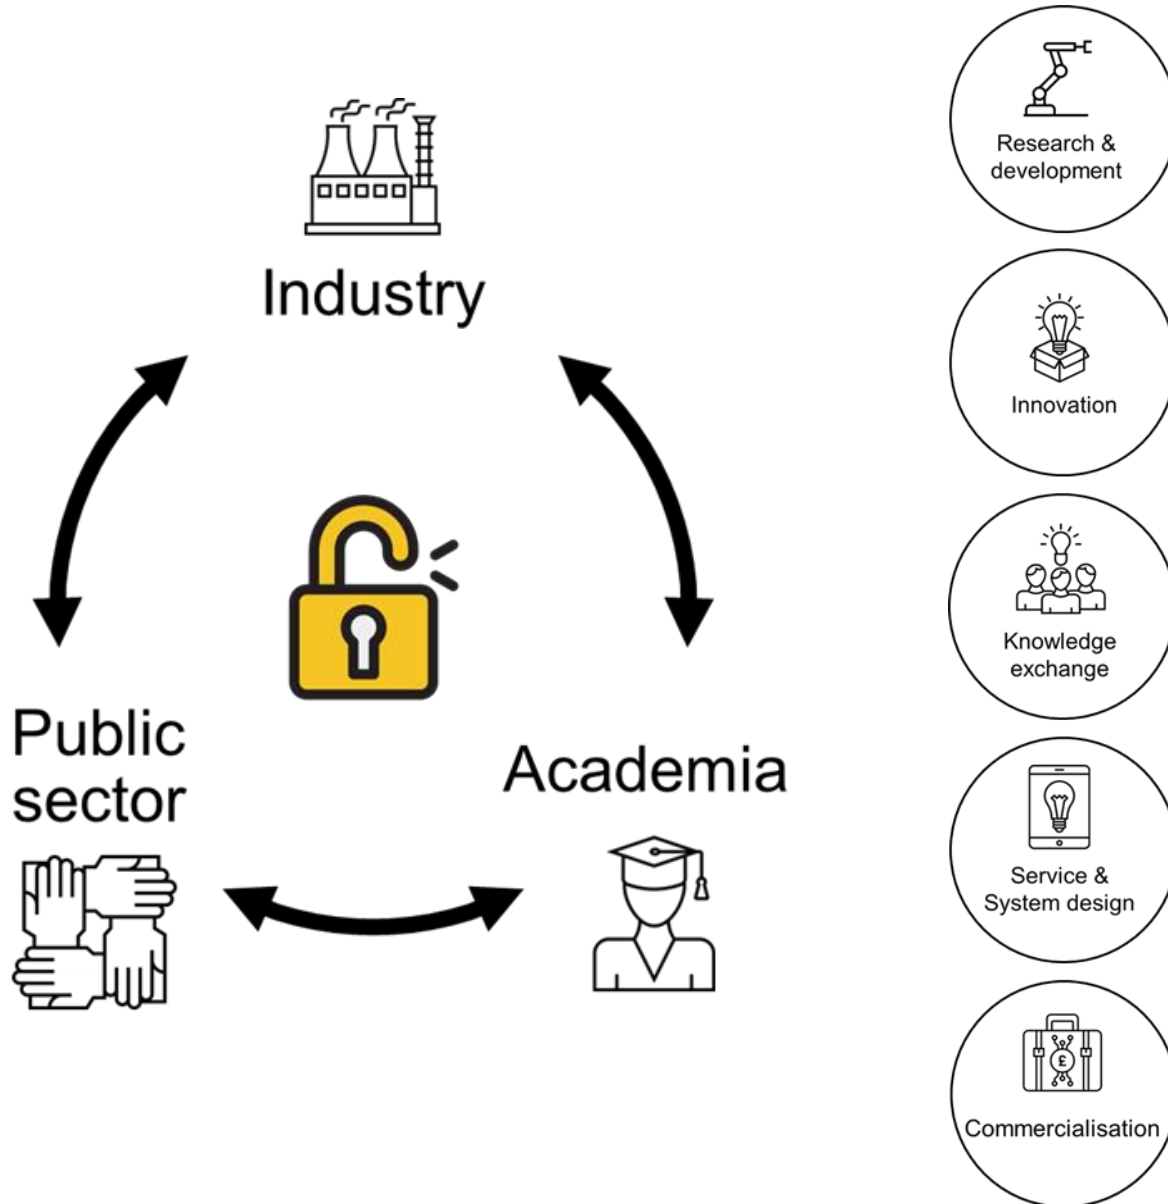 Industry
Public
sector
Academia
Research &
development
Innovation
Knowledge
exchange
Service &
System design
£
Commercialisation